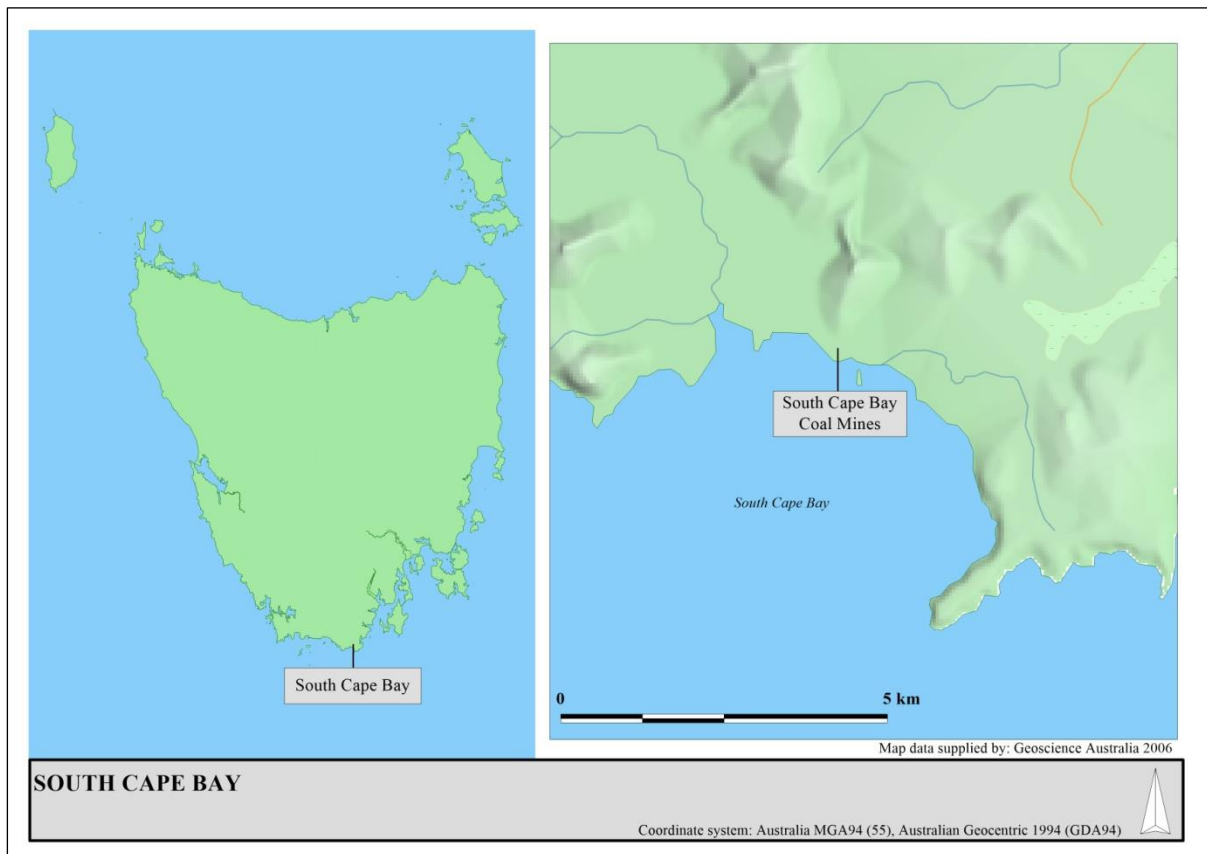 South Cape Bay
South Cape Bay
Coal Mines
South Cape Bay
0
5 km
Map data supplied by: Geoscience Australia 2006
SOUTH CAPE BAY
Coordinate system: Australia MGA94 (55), Australian Geocentric 1994 (GDA94)